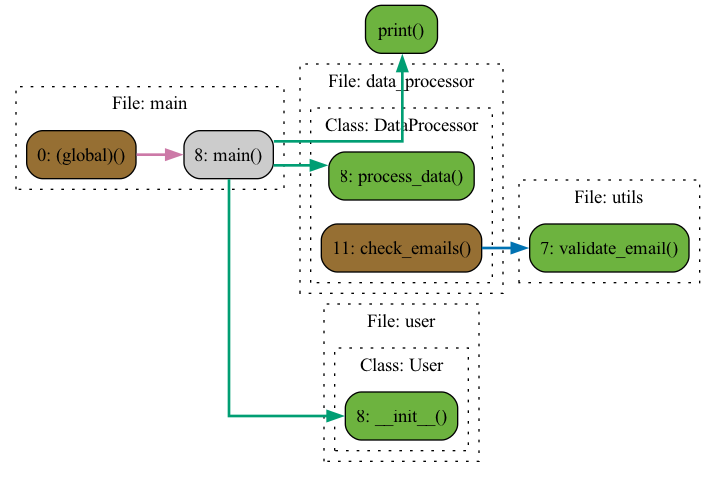 print()
File: data_processor
File: main
Class: DataProcessor
0: (global)()
8: main()
8: process_data()
File: utils
11: check_emails()
7: validate_email()
File: user
Class: User
8: __init__()